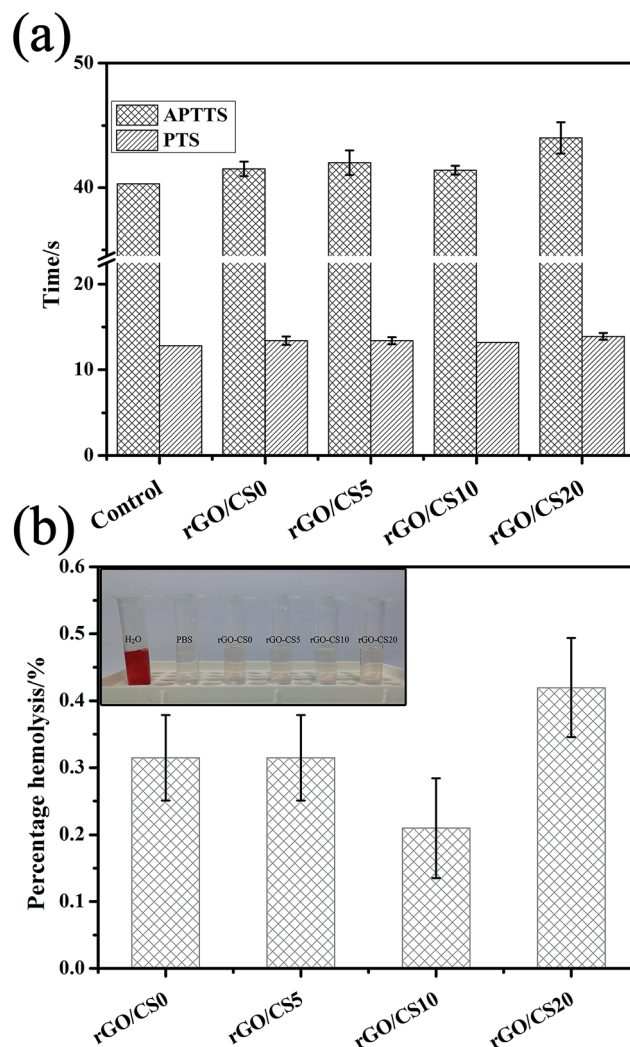 (a)
50
40
20
10
0
Time/s
APTTS
PTS
Control
rGO/CS0
rGO/CS5
rGO/CS10
rGO/CS20
(b)
0.6
0.5
0.4
0.3
0.2
0.1
0.0
Percentage hemolysis/%
H₂O
PBS
rGO-CS0
rGO-CS5
rGO-CS10
rGO-CS20
rGO/CS0
rGO/CS5
rGO/CS10
rGO/CS20